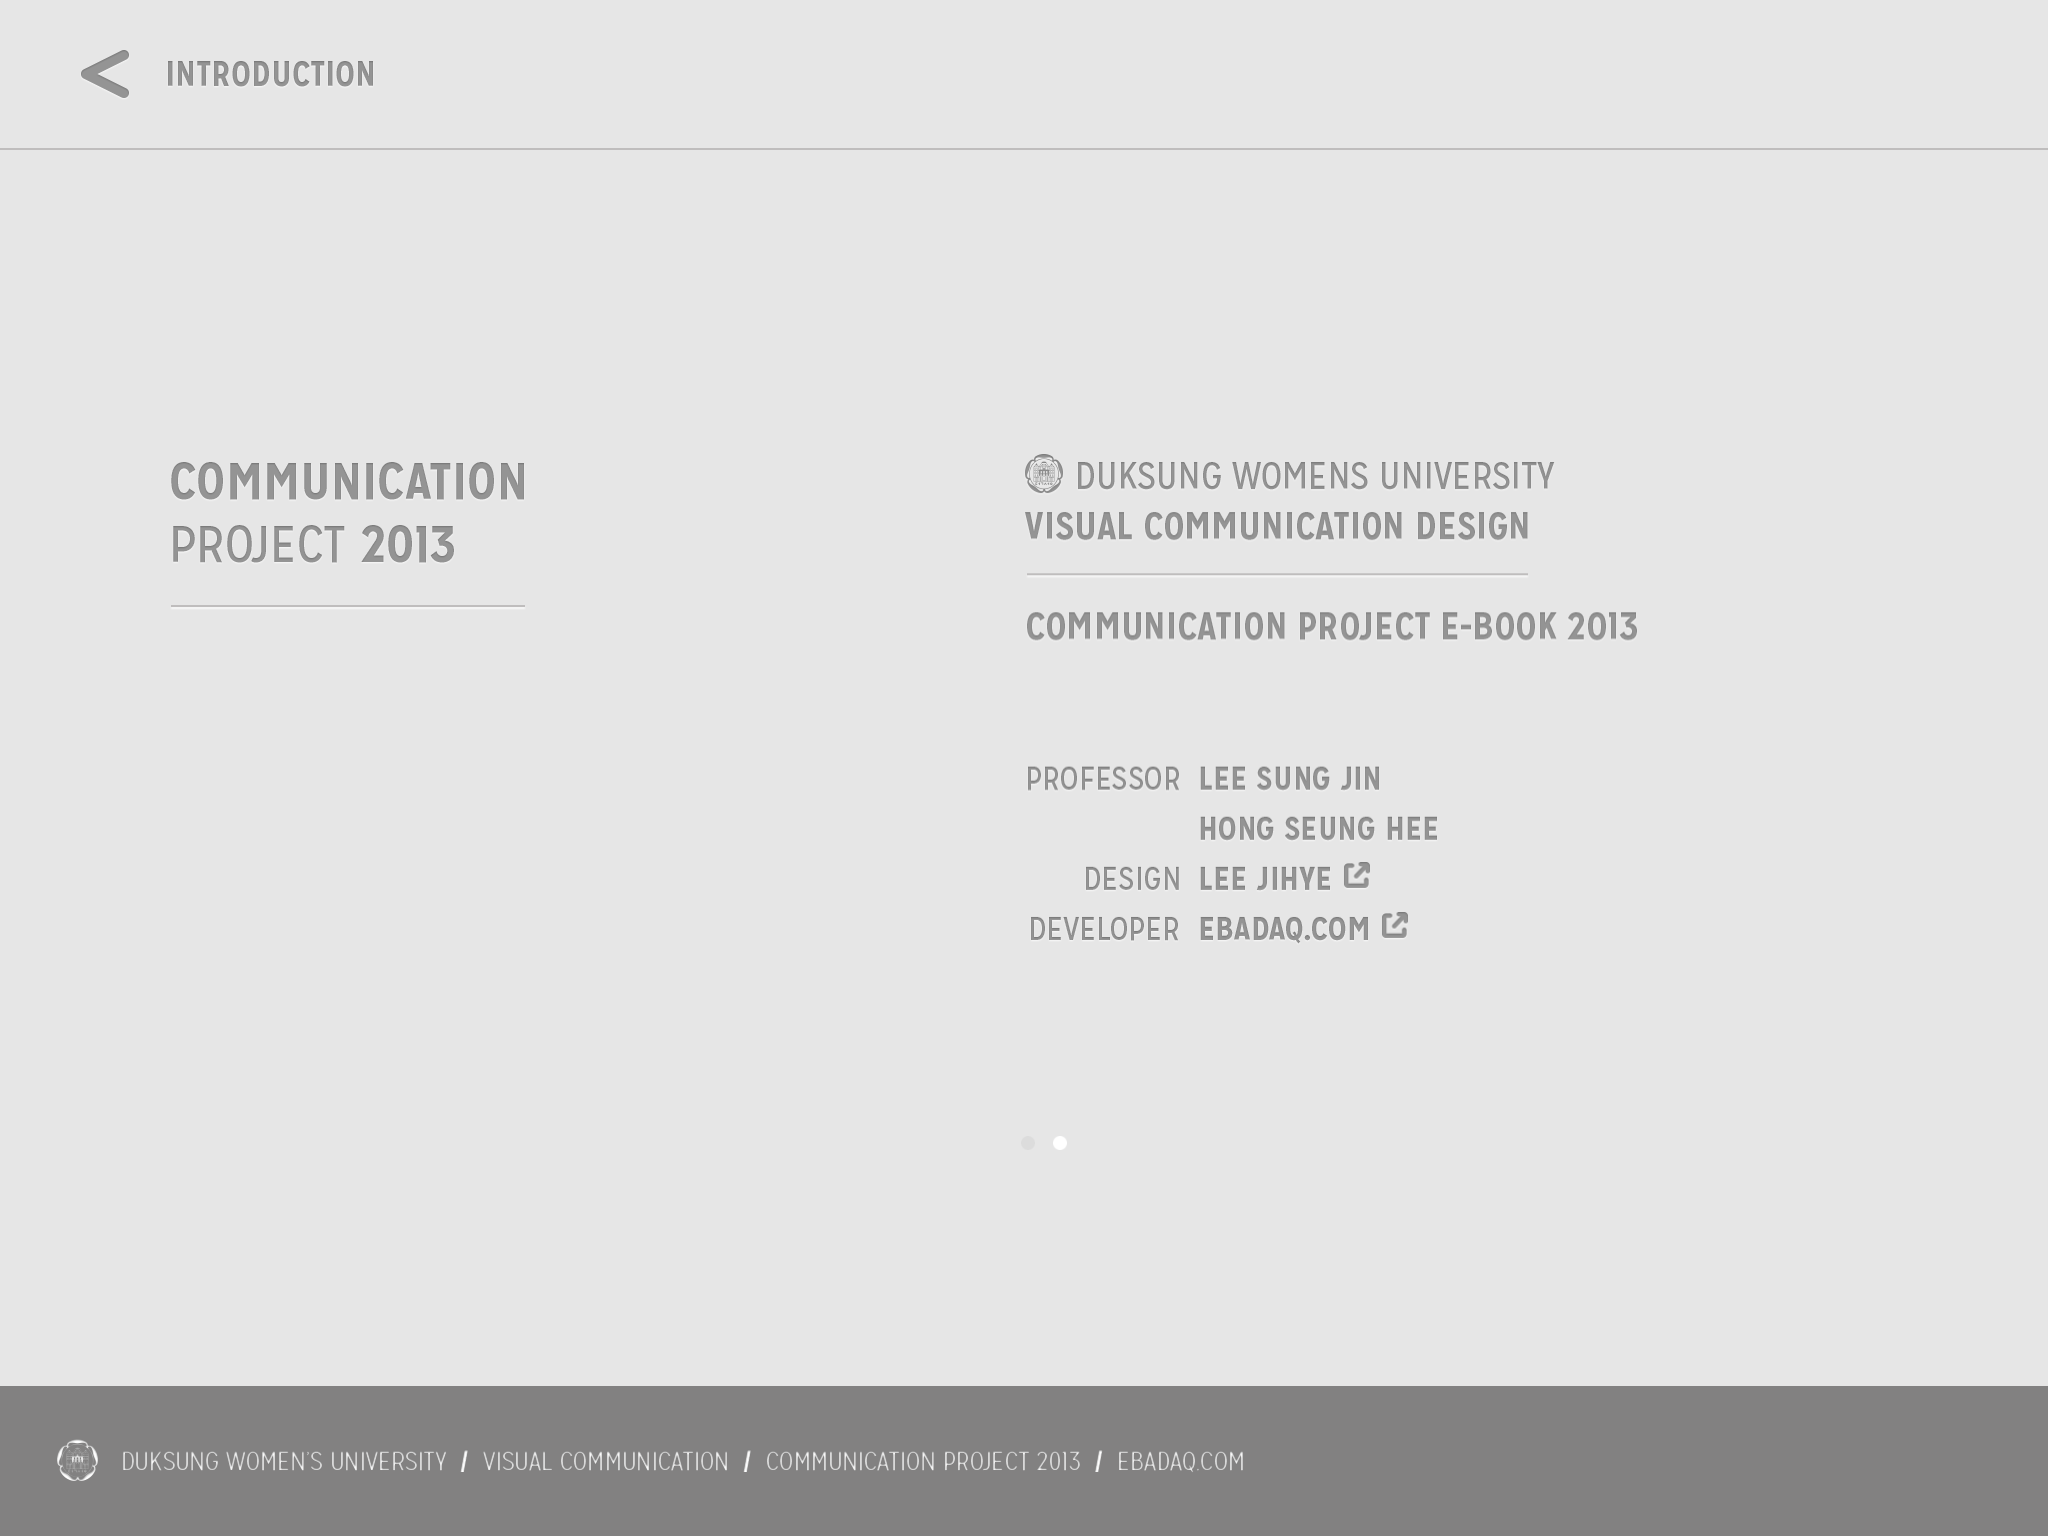 INTRODUCTION
COMMUNICATION
PROJECT 2013
DUKSUNG WOMENS UNIVERSITY
VISUAL COMMUNICATION DESIGN
COMMUNICATION PROJECT E-BOOK 2013
PROFESSOR LEE SUNG JIN
HONG SEUNG HEE
DESIGN LEE JIHYE
DEVELOPER EBADAQ.COM
DUKSUNG WOMEN'S UNIVERSITY / VISUAL COMMUNICATION / COMMUNICATION PROJECT 2013 / EBADAQ.COM